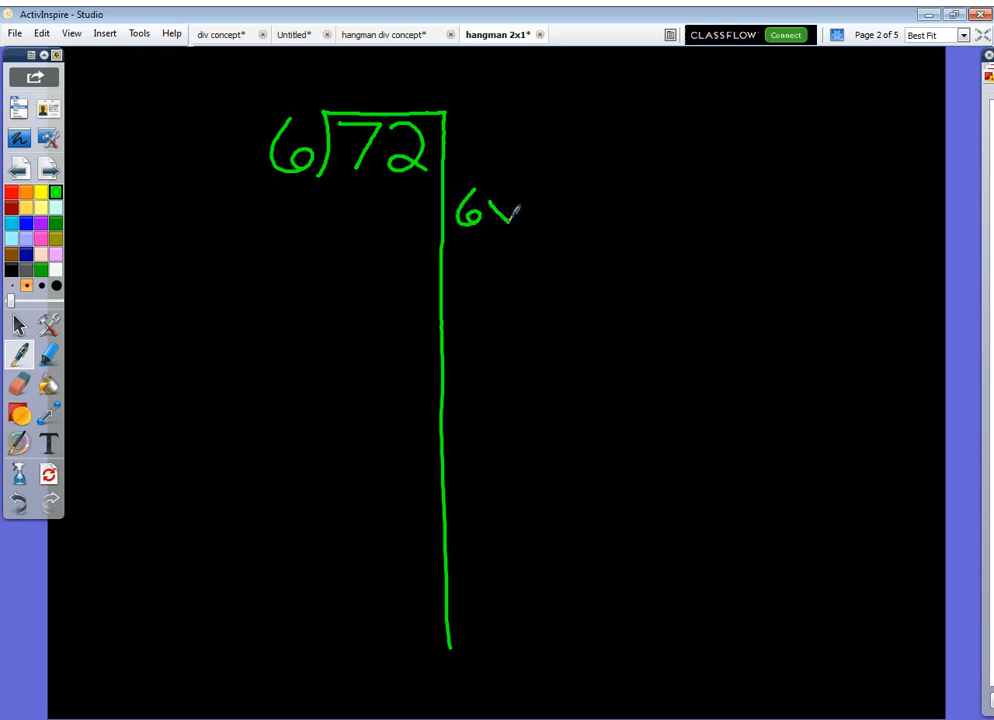 ActivInspire - Studio
File Edit View Insert Tools Help div concept* Untitled* hangman div concept* hangman 2x1* CLASSFLOW Connect Page 2 of 5 Best Fit
6)72
6
T